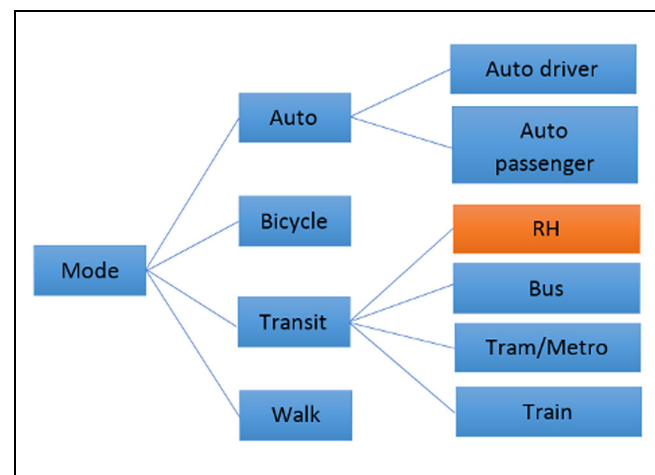 Mode
Auto
Bicycle
Transit
Walk
Auto driver
Auto
passenger
RH
Bus
Tram/Metro
Train